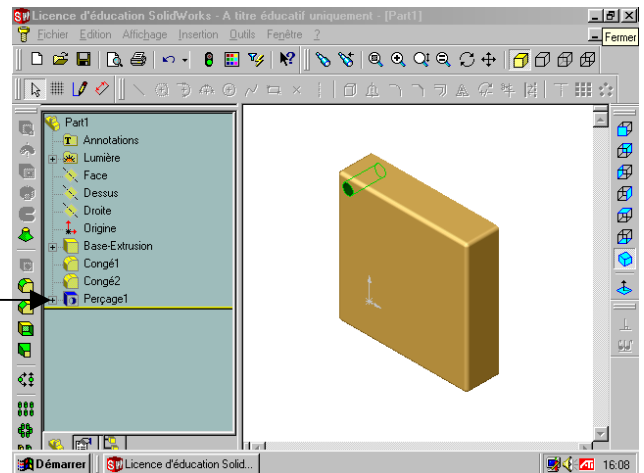 Licence d'éducation SolidWorks - A titre éducatif uniquement - [Part1]
Fichier Edition Affichage Insertion Outils Fenêtre ?
Fermer
Part1
Annotations
Lumière
Face
Dessus
Droite
Origine
Base-Extrusion
Congé1
Congé2
Perçage1
Démarrer
Licence d'éducation Solid...
16:08